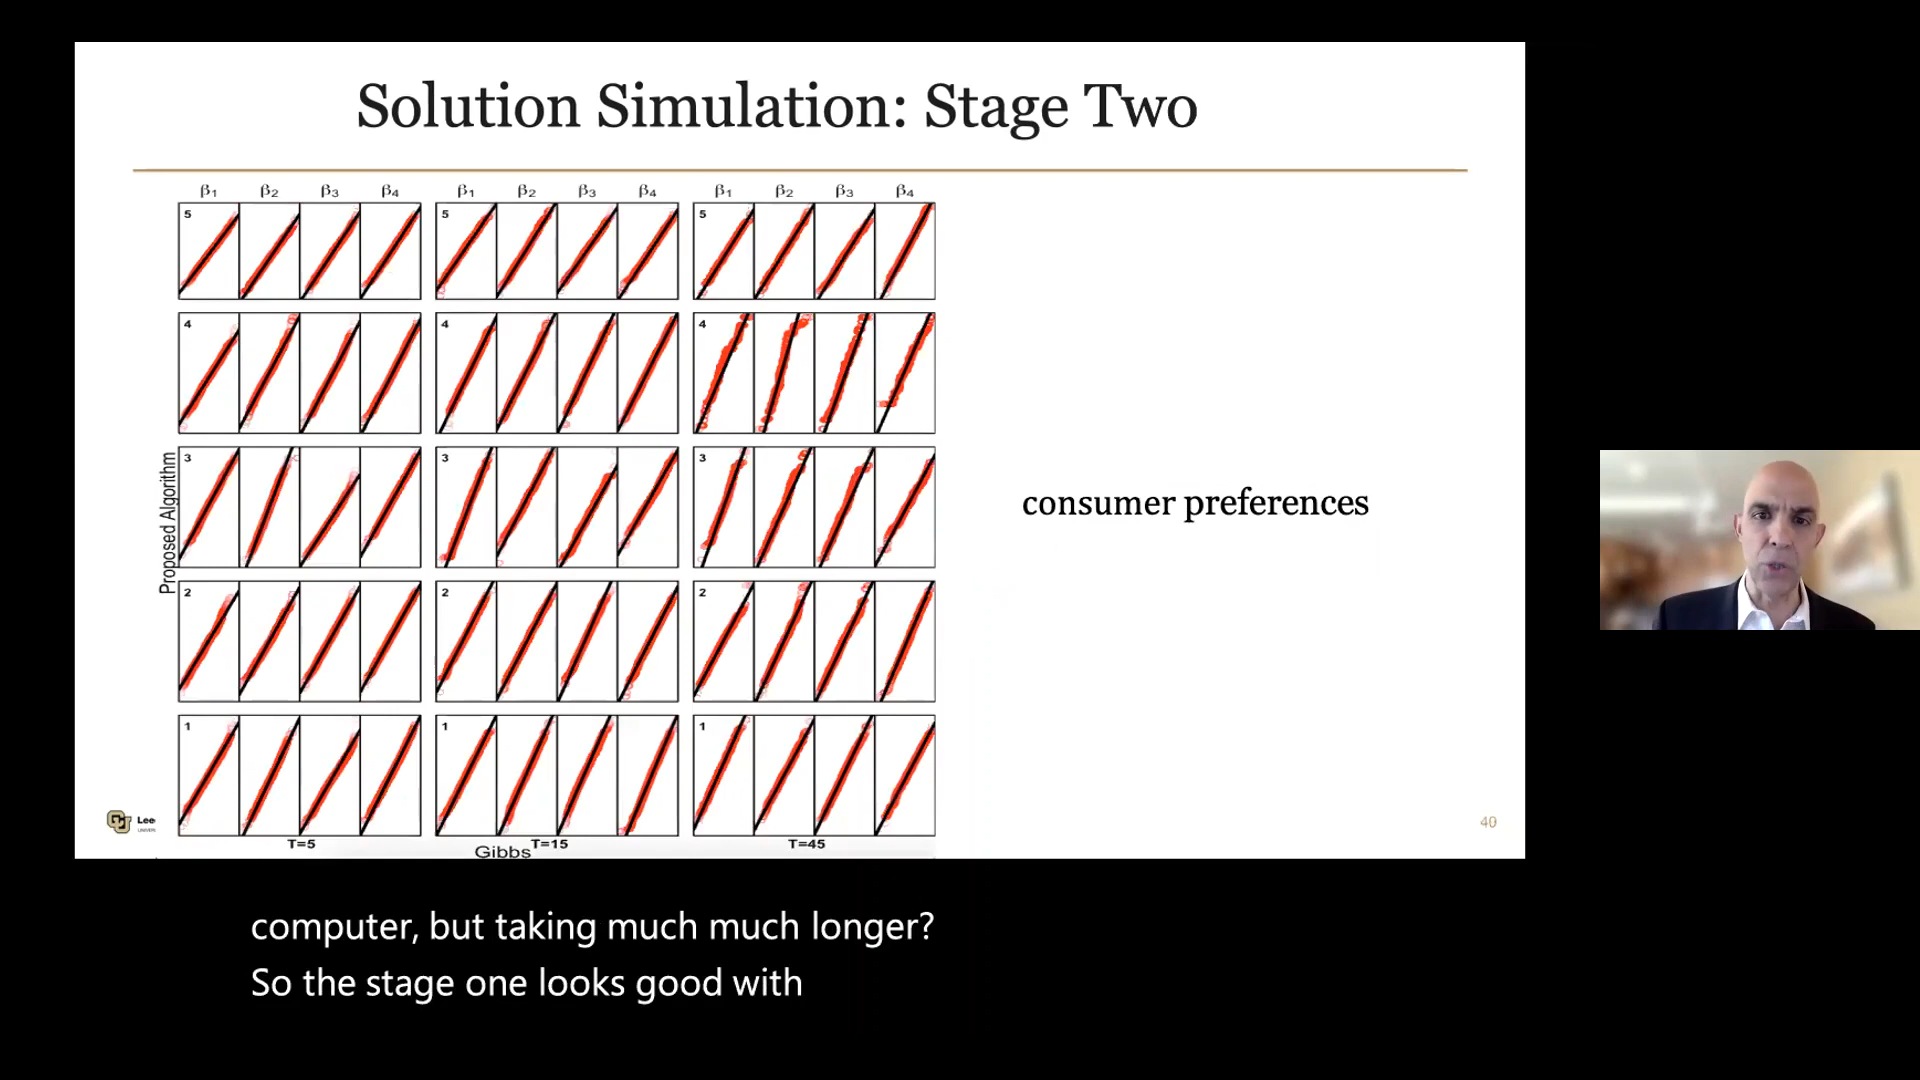 Solution Simulation: Stage Two
β1 β2 β3 β4 β1 β2 β3 β4 β1 β2 β3 β4
5 5 5
4 4 4
3 3 3
Proposed Algorithm
consumer preferences
2 2 2
1 1 1
Lee
UNIVERS
40
T=5 T=15 T=45
Gibbs
computer, but taking much much longer?
So the stage one looks good with